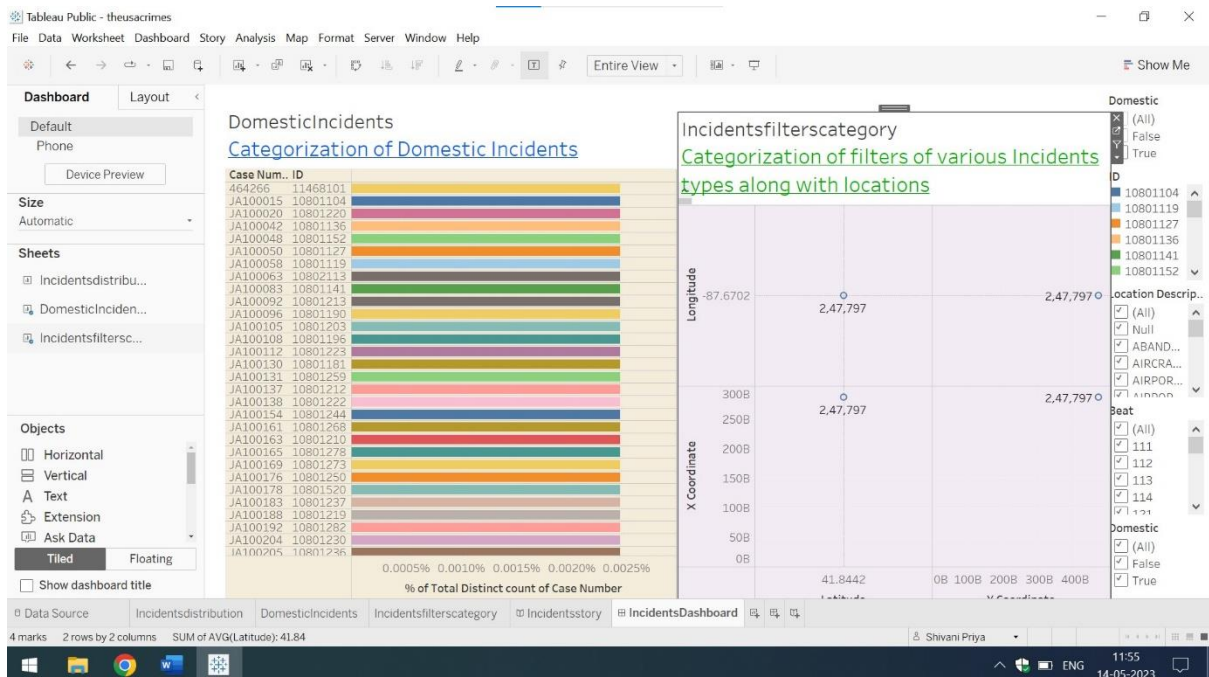 Tableau Public - theusacrimes
File Data Worksheet Dashboard Story Analysis Map Format Server Window Help
Entire View
Show Me
Dashboard Layout
Default
Phone
Device Preview
Size
Automatic
Sheets
Incidentsdistribu...
DomesticInciden...
Incidentsfiltersc...
Objects
Horizontal
Vertical
Text
Extension
Ask Data
Tiled Floating
Show dashboard title
DomesticIncidents
Categorization of Domestic Incidents
Case Num.. ID
464266 11468101
JA100015 10801104
JA100020 10801220
JA100042 10801136
JA100048 10801152
JA100050 10801127
JA100058 10801119
JA100063 10802113
JA100083 10801141
JA100092 10801213
JA100096 10801190
JA100105 10801203
JA100108 10801196
JA100112 10801223
JA100130 10801181
JA100131 10801259
JA100137 10801212
JA100138 10801222
JA100154 10801244
JA100161 10801268
JA100163 10801210
JA100165 10801278
JA100169 10801273
JA100176 10801250
JA100178 10801520
JA100183 10801237
JA100188 10801219
JA100192 10801282
JA100204 10801230
JA100205 10801236
0.0005% 0.0010% 0.0015% 0.0020% 0.0025%
% of Total Distinct count of Case Number
Incidentsfilterscategory
Categorization of filters of various Incidents
types along with locations
Longitude
-87.6702
2,47,797
2,47,797
X Coordinate
300B
250B
200B
150B
100B
50B
0B
2,47,797
2,47,797
41.8442
0B 100B 200B 300B 400B
Latitude
Domestic
(All)
False
True
ID
10801104
10801119
10801127
10801136
10801141
10801152
Location Descrip..
(All)
Null
ABAND...
AIRCRA...
AIRPOR...
Beat
(All)
111
112
113
114
121
Domestic
(All)
False
True
Data Source Incidentsdistribution DomesticIncidents Incidentsfilterscategory Incidentsstory IncidentsDashboard
4 marks 2 rows by 2 columns SUM of AVG(Latitude): 41.84
Shivani Priya
ENG
11:55
14-05-2023